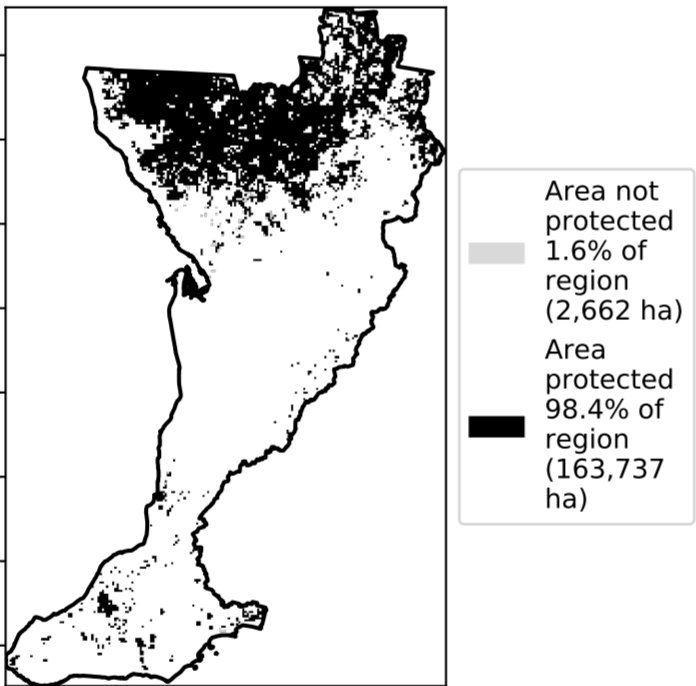 Area not
protected
1.6% of
region
(2,662 ha)
Area
protected
98.4% of
region
(163,737
ha)